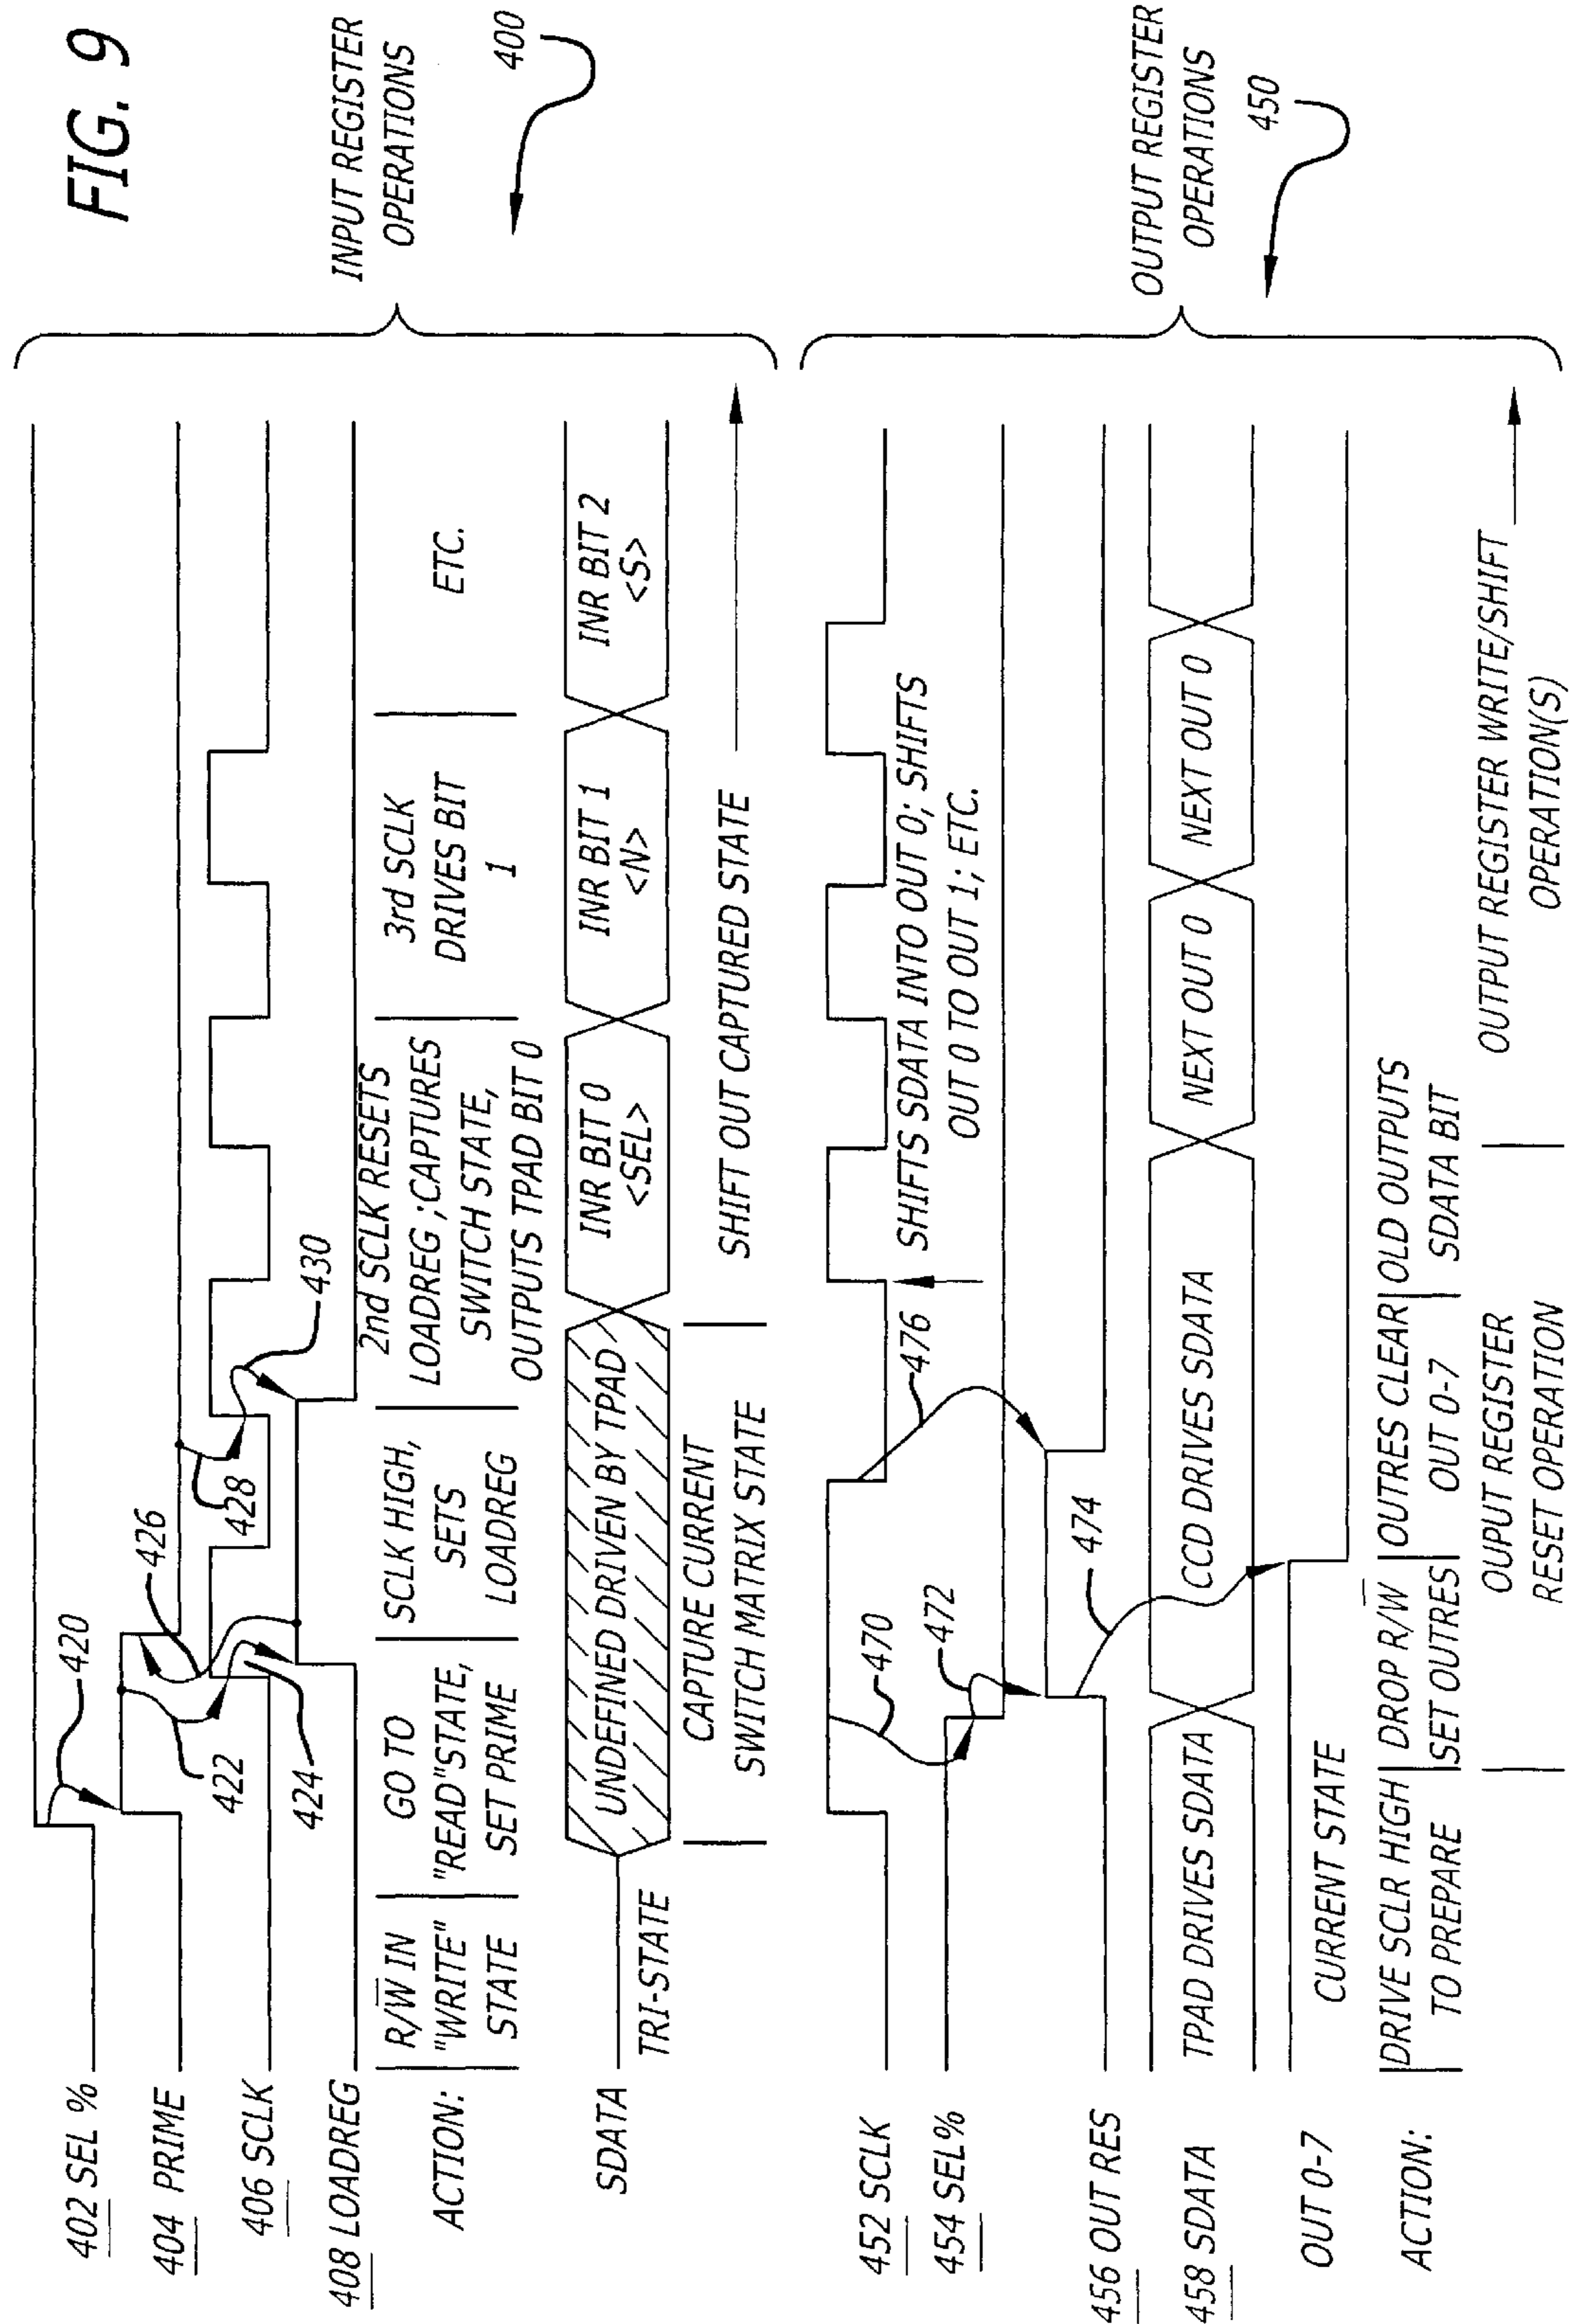 FIG. 9
INPUT REGISTER
OPERATIONS
400
402 SEL %
404 PRIME
406 SCLK
408 LOADREG
420
422
424
426
428
430
ACTION:
R/W̅ IN
"WRITE"
STATE
GO TO
"READ"STATE,
SET PRIME
SCLK HIGH,
SETS
LOADREG
2nd SCLK RESETS
LOADREG ;CAPTURES
SWITCH STATE,
OUTPUTS TPAD BIT 0
3rd SCLK
DRIVES BIT
1
ETC.
SDATA
TRI-STATE
UNDEFINED DRIVEN BY TPAD
INR BIT 0
<SEL>
INR BIT 1
<N>
INR BIT 2
<S>
CAPTURE CURRENT
SWITCH MATRIX STATE
SHIFT OUT CAPTURED STATE
OUTPUT REGISTER
OPERATIONS
450
452 SCLK
454 SEL%
456 OUT RES
458 SDATA
OUT 0-7
470
472
474
476
SHIFTS SDATA INTO OUT 0; SHIFTS
OUT 0 TO OUT 1; ETC.
TPAD DRIVES SDATA
CCD DRIVES SDATA
NEXT OUT 0
NEXT OUT 0
CURRENT STATE
ACTION:
DRIVE SCLR HIGH
TO PREPARE
DROP R/W̅
SET OUTRES
OUTRES CLEAR
OUT 0-7
OLD OUTPUTS
SDATA BIT
OUPUT REGISTER
RESET OPERATION
OUTPUT REGISTER WRITE/SHIFT
OPERATION(S)